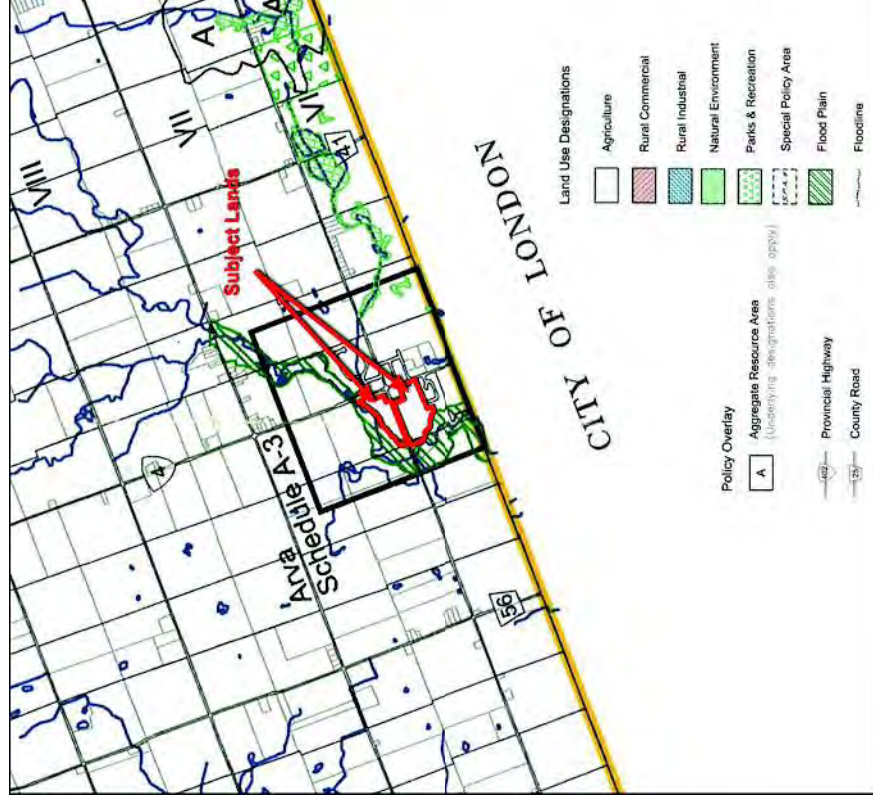 VIII
VII
A
A
VI
41
Subject Lands
4
Arva
Schedule A-3
56
CITY OF LONDON
Land Use Designations
Agriculture
Rural Commercial
Rural Industrial
Natural Environment
Parks & Recreation
Special Policy Area
Flood Plain
Floodline
Policy Overlay
A
Aggregate Resource Area
(Underlying designations also apply)
402
Provincial Highway
25
County Road